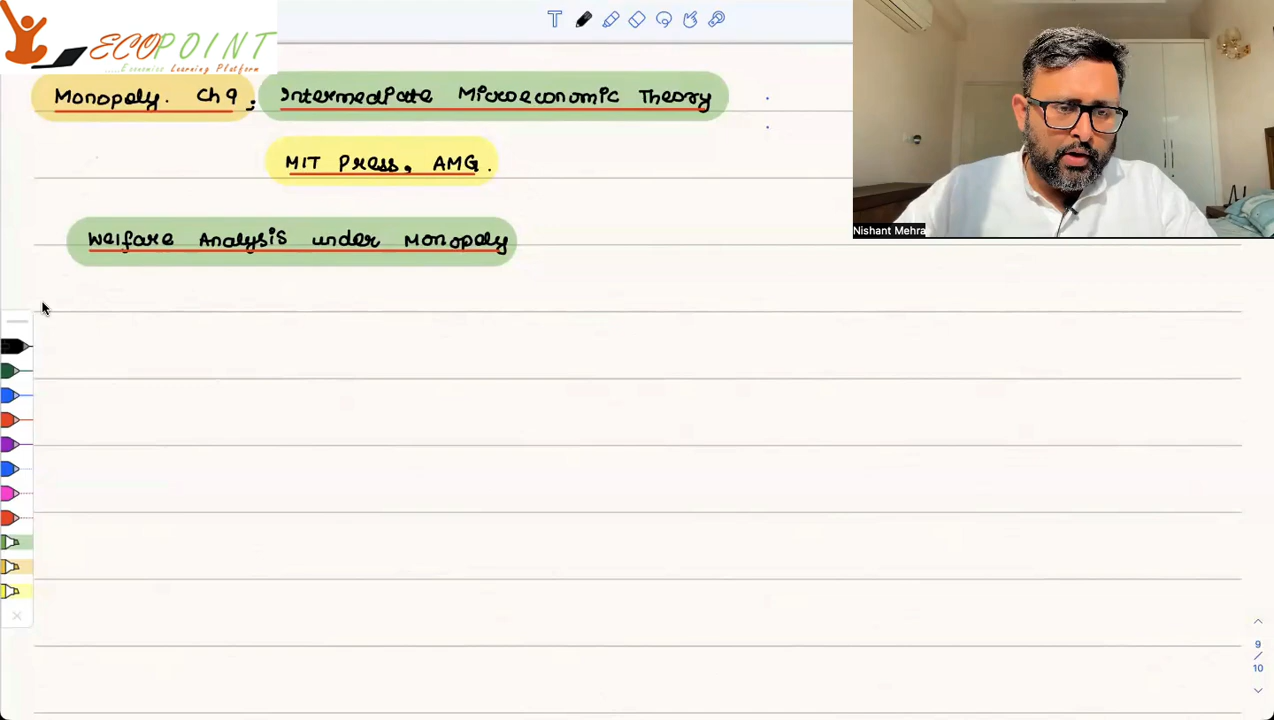 ECOPOINT
.....Economics Learning Platform
Monopoly. Ch 9; Intermediate Microeconomic Theory
MIT Press, AMG.
Welfare Analysis under Monopoly
Nishant Mehra
T
9
/
10